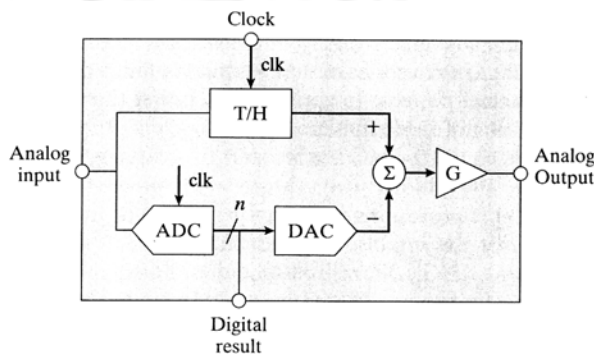 Clock
clk
T/H
+
Analog
input
Σ
G
Analog
Output
clk
n
ADC
DAC
−
Digital
result